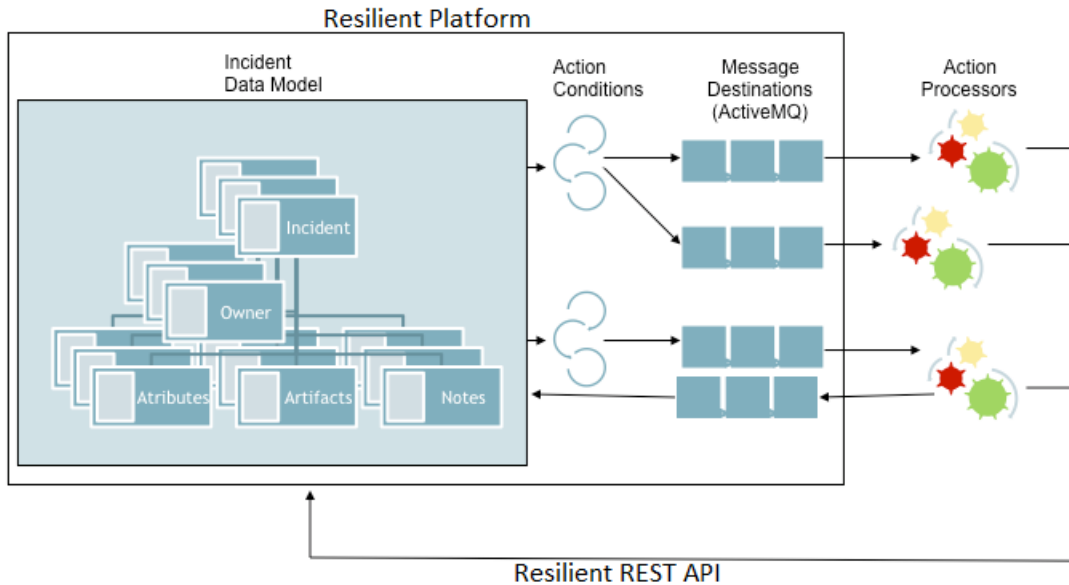 Resilient Platform
Incident
Data Model
Action
Conditions
Message
Destinations
(ActiveMQ)
Action
Processors
Incident
Owner
Atributes
Artifacts
Notes
Resilient REST API